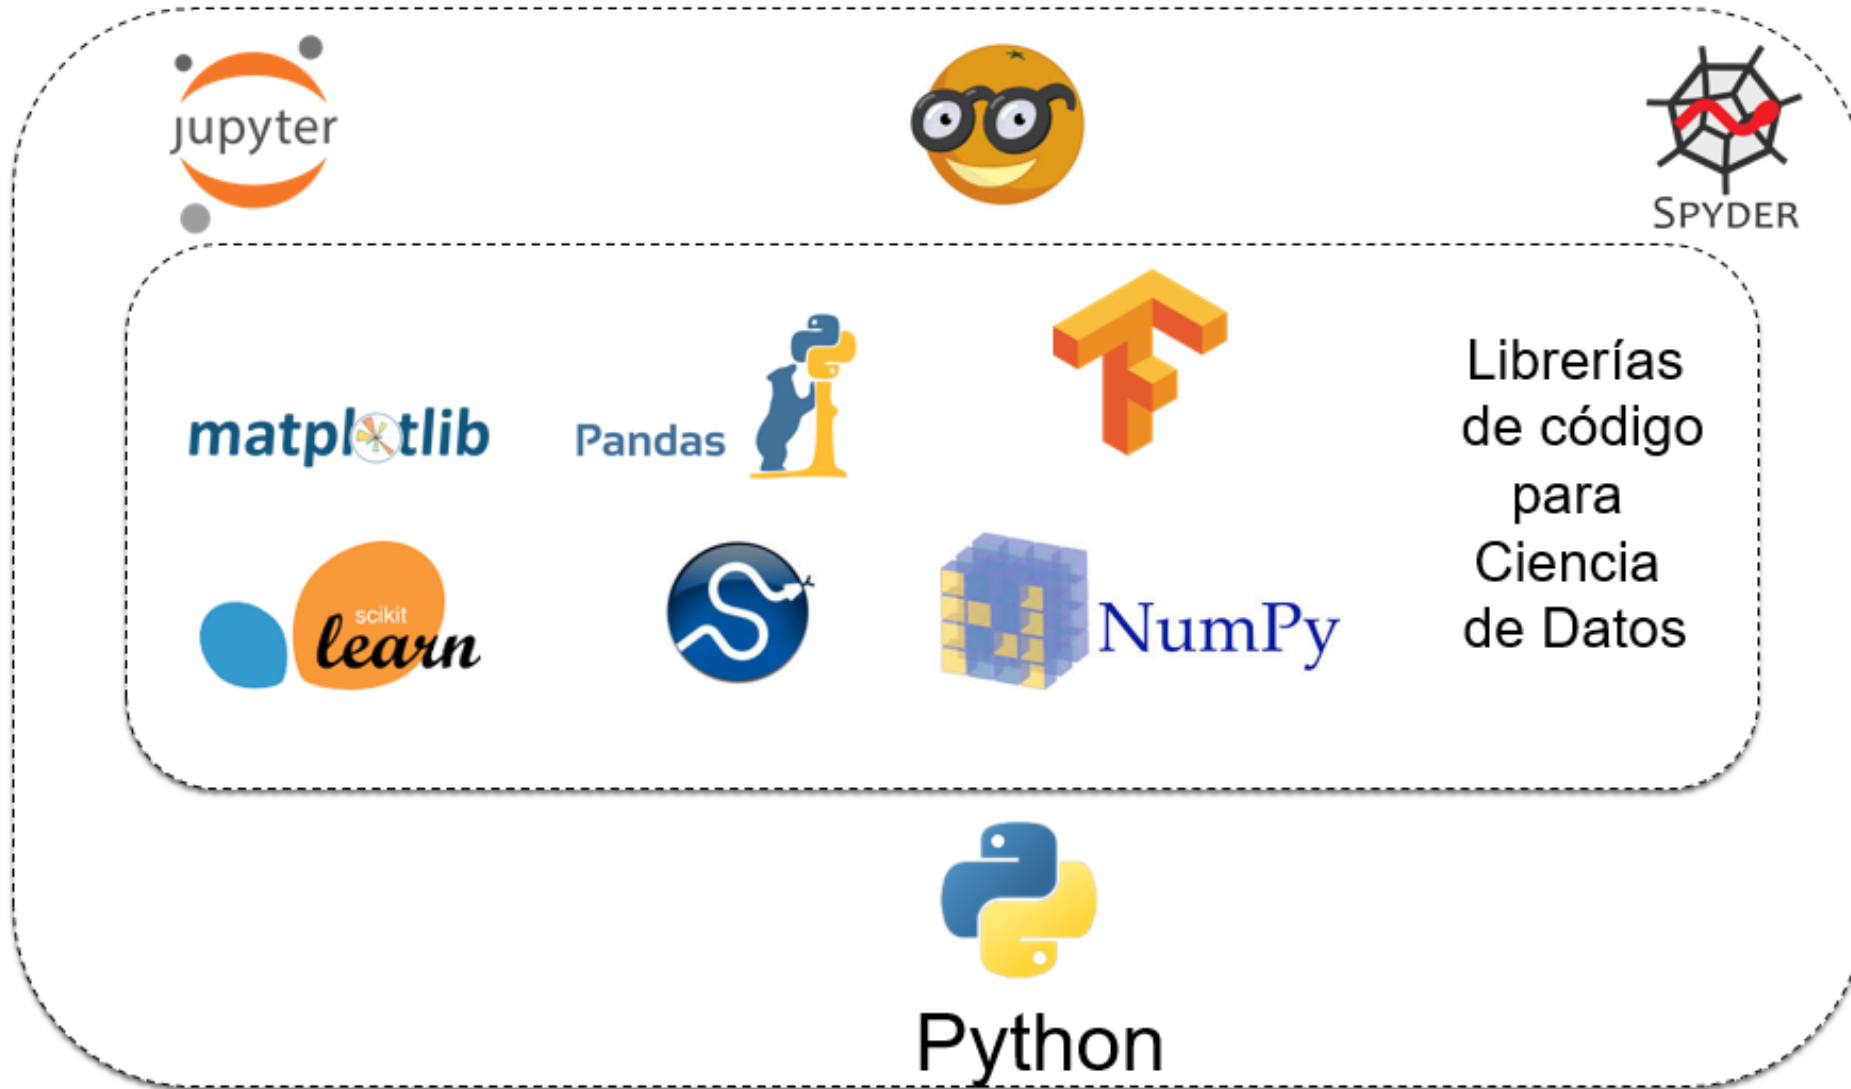 jupyter
SPYDER
matplotlib
Pandas
Librerías
de código
para
Ciencia
de Datos
scikit
learn
NumPy
Python